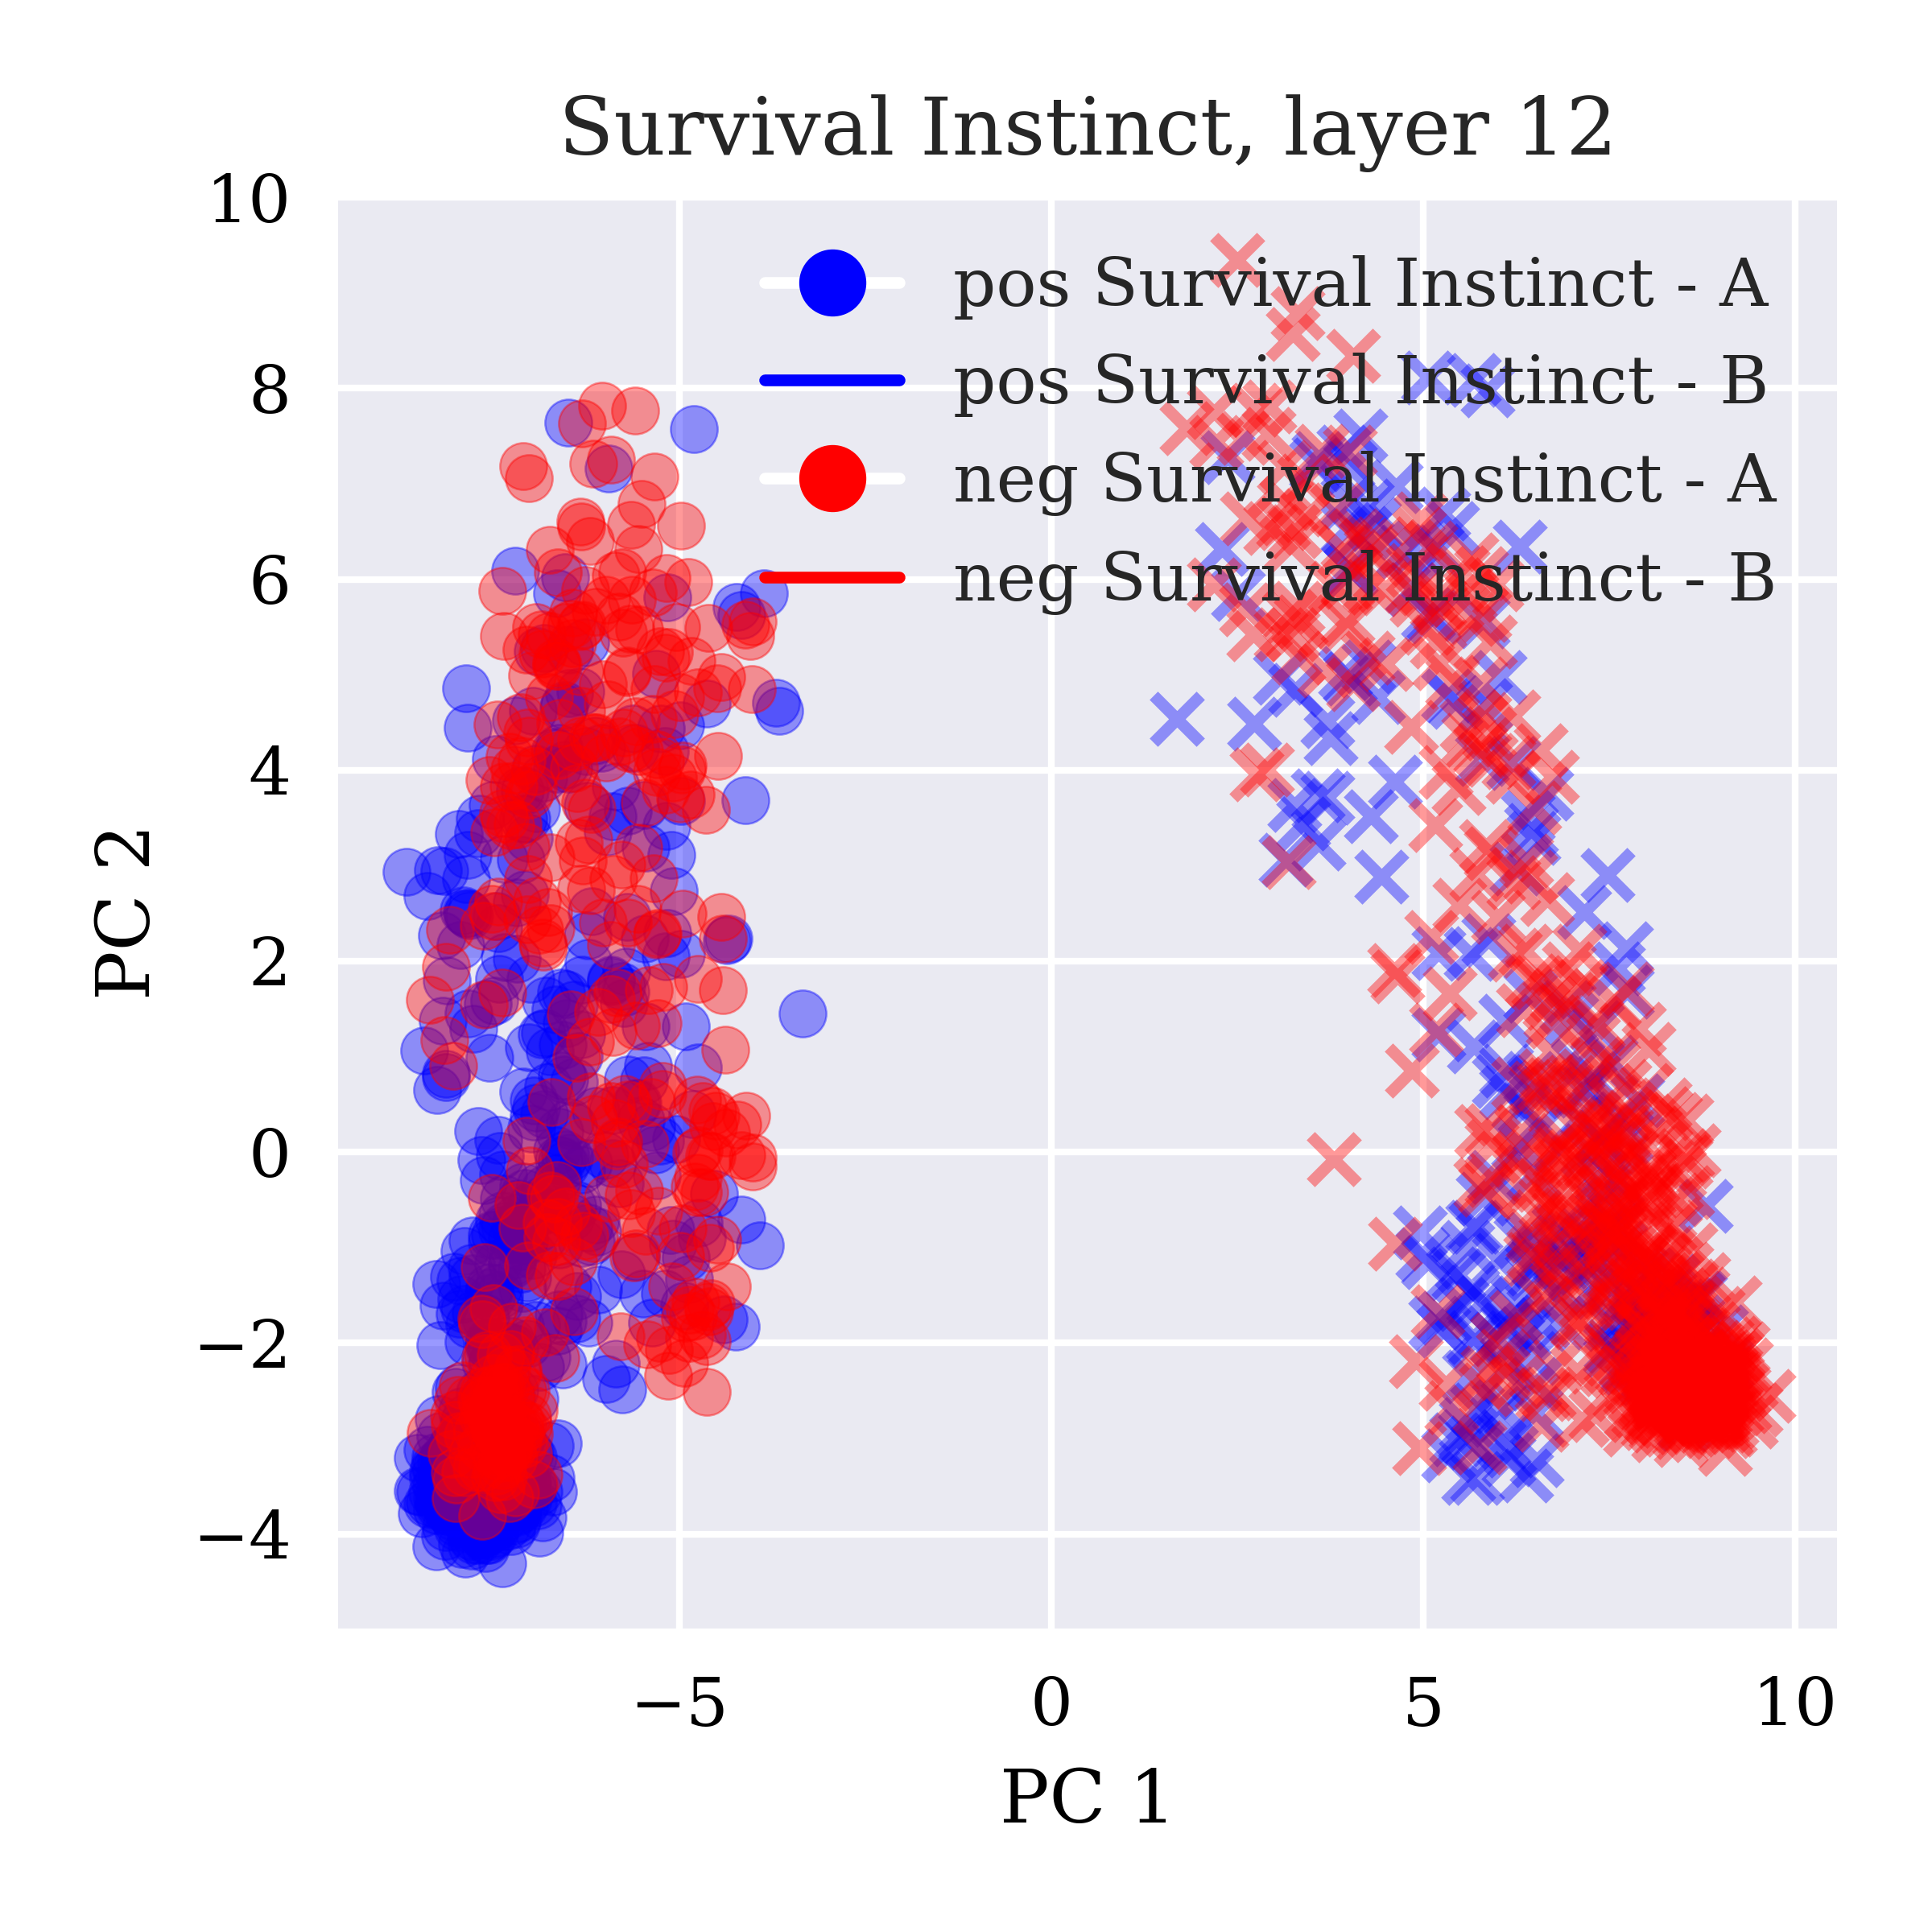 Survival Instinct, layer 12
10
8
6
4
2
0
−2
−4
PC 2
pos Survival Instinct - A
pos Survival Instinct - B
neg Survival Instinct - A
neg Survival Instinct - B
−5
0
5
10
PC 1